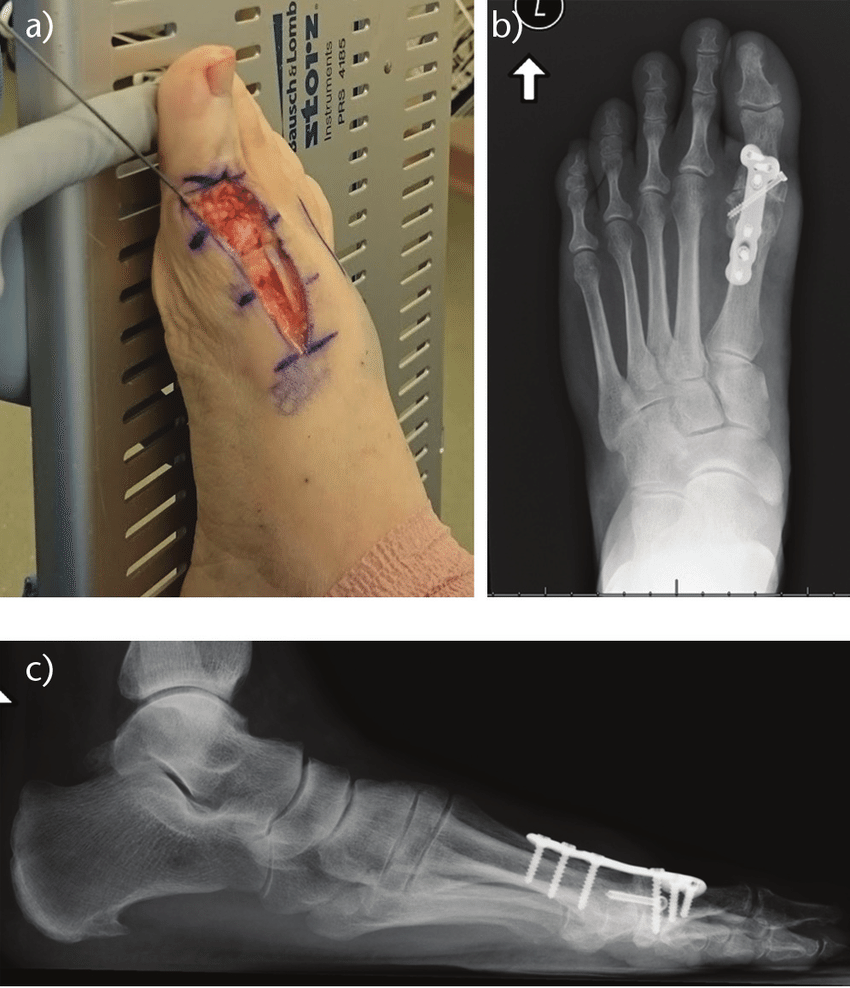 a)
Bausch & Lomb
storz®
Instruments
PRS 4185
b)
L
c)